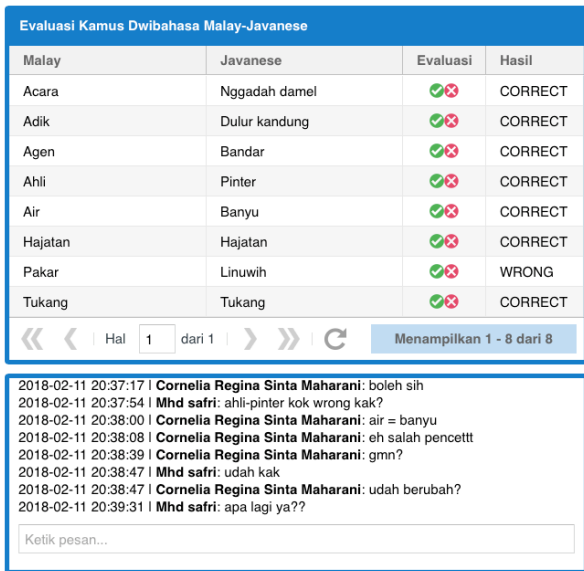 Evaluasi Kamus Dwibahasa Malay-Javanese
Malay Javanese Evaluasi Hasil
Acara Nggadah damel CORRECT
Adik Dulur kandung CORRECT
Agen Bandar CORRECT
Ahli Pinter CORRECT
Air Banyu CORRECT
Hajatan Hajatan CORRECT
Pakar Linuwih WRONG
Tukang Tukang CORRECT
Hal 1 dari 1 Menampilkan 1 - 8 dari 8
2018-02-11 20:37:17 | Cornelia Regina Sinta Maharani: boleh sih
2018-02-11 20:37:54 | Mhd safri: ahli-pinter kok wrong kak?
2018-02-11 20:38:00 | Cornelia Regina Sinta Maharani: air = banyu
2018-02-11 20:38:08 | Cornelia Regina Sinta Maharani: eh salah pencettt
2018-02-11 20:38:39 | Cornelia Regina Sinta Maharani: gmn?
2018-02-11 20:38:47 | Mhd safri: udah kak
2018-02-11 20:38:47 | Cornelia Regina Sinta Maharani: udah berubah?
2018-02-11 20:39:31 | Mhd safri: apa lagi ya??
Ketik pesan...